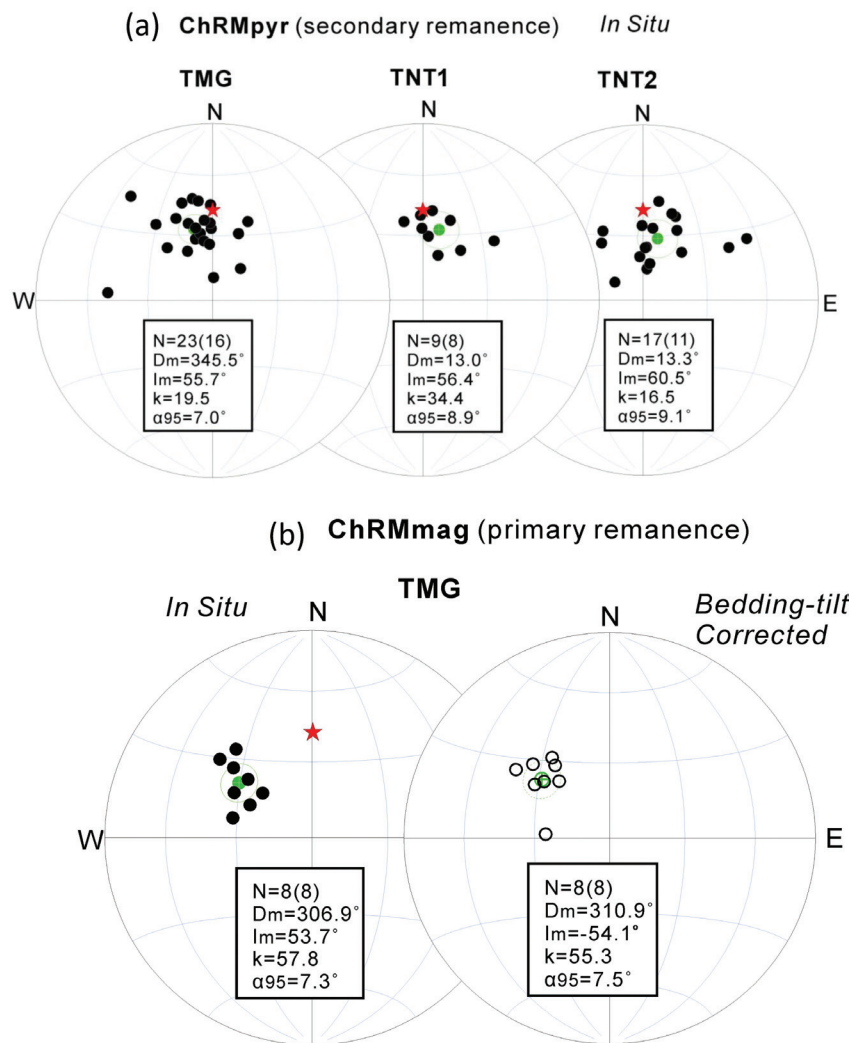 (a) ChRMpyr (secondary remanence) In Situ
TMG
TNT1
TNT2
N
N
N
W
E
N=23(16)
Dm=345.5°
Im=55.7°
k=19.5
α95=7.0°
N=9(8)
Dm=13.0°
Im=56.4°
k=34.4
α95=8.9°
N=17(11)
Dm=13.3°
Im=60.5°
k=16.5
α95=9.1°
(b) ChRMmag (primary remanence)
TMG
In Situ
Bedding-tilt
Corrected
N
N
W
E
N=8(8)
Dm=306.9°
Im=53.7°
k=57.8
α95=7.3°
N=8(8)
Dm=310.9°
Im=-54.1°
k=55.3
α95=7.5°